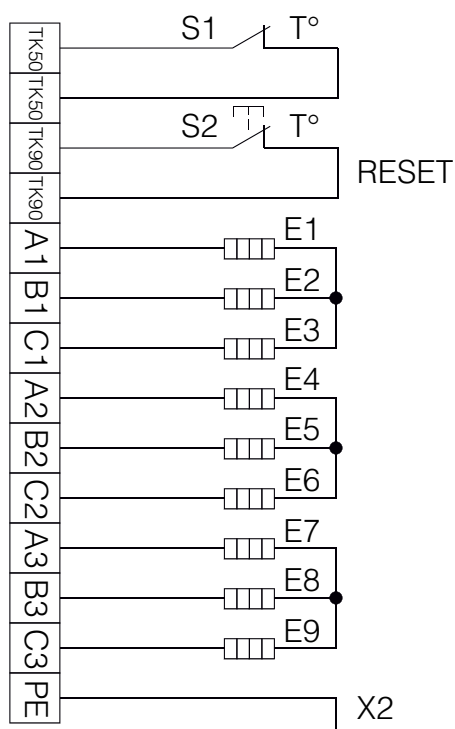 S1 T°
TK50
TK50
S2 T°
TK90
RESET
TK90
E1
A1
E2
B1
E3
C1
E4
A2
E5
B2
E6
C2
E7
A3
E8
B3
E9
C3
PE
X2